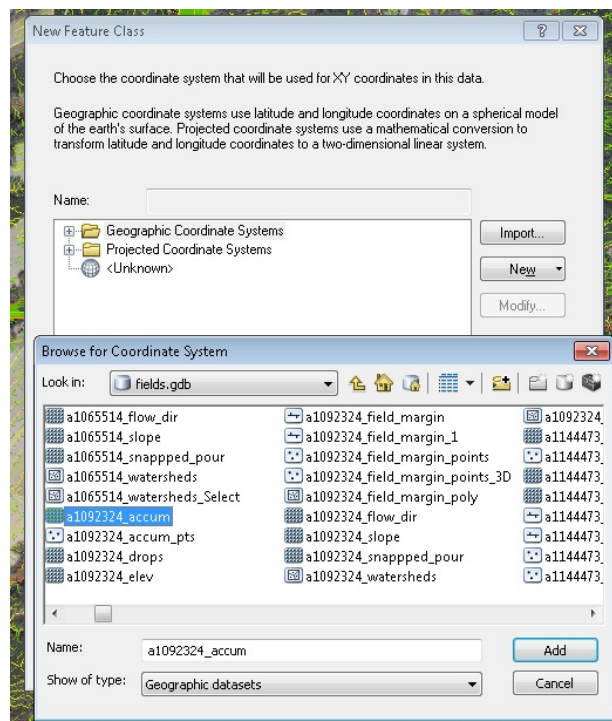 New Feature Class
Choose the coordinate system that will be used for XY coordinates in this data.
Geographic coordinate systems use latitude and longitude coordinates on a spherical model
of the earth's surface. Projected coordinate systems use a mathematical conversion to
transform latitude and longitude coordinates to a two-dimensional linear system.
Name:
Geographic Coordinate Systems
Projected Coordinate Systems
<Unknown>
Import...
New
Modify...
Browse for Coordinate System
Look in: fields.gdb
a1065514_flow_dir
a1065514_slope
a1065514_snappped_pour
a1065514_watersheds
a1065514_watersheds_Select
a1092324_accum
a1092324_accum_pts
a1092324_drops
a1092324_elev
a1092324_field_margin
a1092324_field_margin_1
a1092324_field_margin_points
a1092324_field_margin_points_3D
a1092324_field_margin_poly
a1092324_flow_dir
a1092324_slope
a1092324_snappped_pour
a1092324_watersheds
a1092324_
a1144473_
a1144473_
a1144473_
a1144473_
a1144473_
a1144473_
a1144473_
a1144473_
Name: a1092324_accum
Add
Show of type: Geographic datasets
Cancel